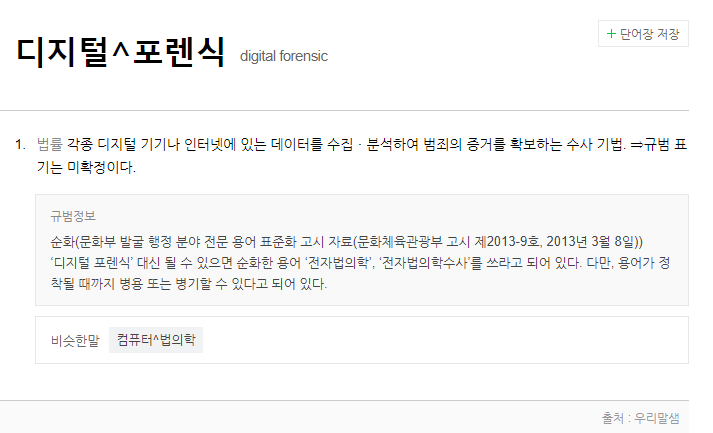 + 단어장 저장
디지털^포렌식 digital forensic
1. 법률 각종 디지털 기기나 인터넷에 있는 데이터를 수집 · 분석하여 범죄의 증거를 확보하는 수사 기법. ⇒규범 표
기는 미확정이다.
규범정보
순화(문화부 발굴 행정 분야 전문 용어 표준화 고시 자료(문화체육관광부 고시 제2013-9호, 2013년 3월 8일))
‘디지털 포렌식’ 대신 될 수 있으면 순화한 용어 ‘전자법의학’, ‘전자법의학수사’를 쓰라고 되어 있다. 다만, 용어가 정
착될 때까지 병용 또는 병기할 수 있다고 되어 있다.
비슷한말 컴퓨터^법의학
출처 : 우리말샘